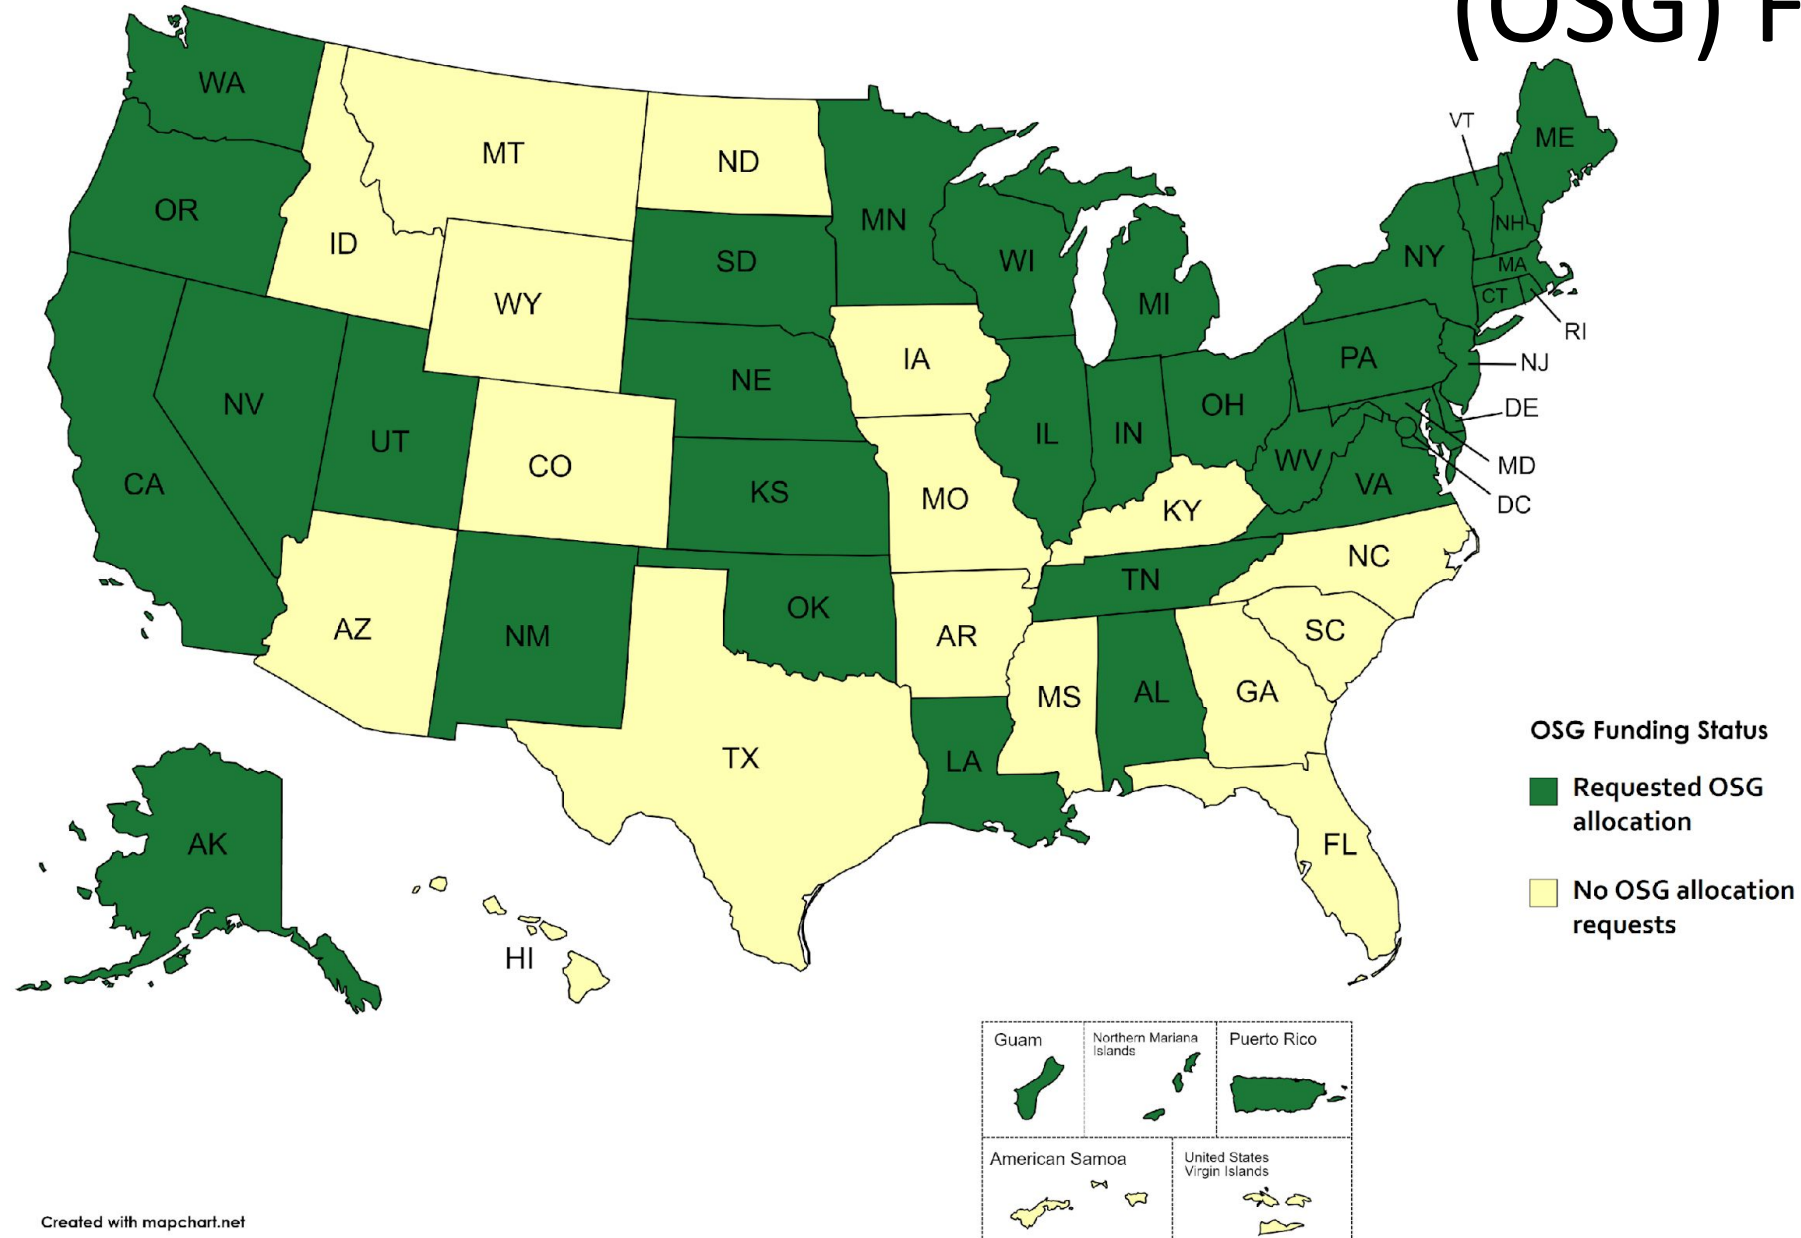 (OSG) F
WA
MT
ND
VT
ME
OR
ID
MN
NH
SD
WI
NY
MA
WY
MI
CT
RI
IA
PA
NJ
NE
NV
OH
DE
UT
IL
IN
CO
WV
MD
CA
KS
MO
VA
DC
KY
NC
TN
OK
AZ
NM
AR
SC
MS
AL
GA
TX
LA
FL
AK
HI
OSG Funding Status
Requested OSG
allocation
No OSG allocation
requests
Guam
Northern Mariana
Islands
Puerto Rico
American Samoa
United States
Virgin Islands
Created with mapchart.net